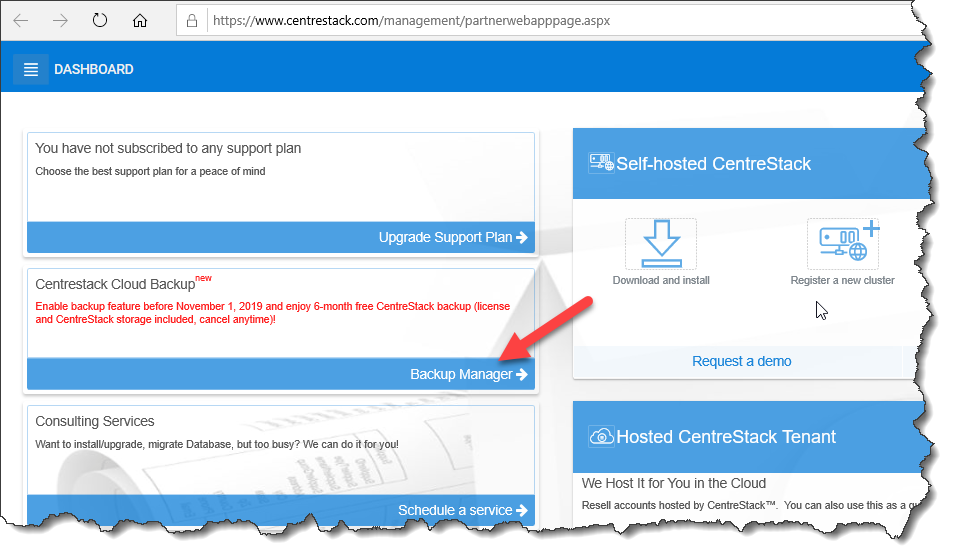 https://www.centrestack.com/management/partnerwebapppage.aspx
DASHBOARD
You have not subscribed to any support plan
Choose the best support plan for a peace of mind
Upgrade Support Plan
Centrestack Cloud Backup new
Enable backup feature before November 1, 2019 and enjoy 6-month free CentreStack backup (license
and CentreStack storage included, cancel anytime)!
Backup Manager
Consulting Services
Want to install/upgrade, migrate Database, but too busy? We can do it for you!
Schedule a service
Self-hosted CentreStack
Download and install
Register a new cluster
Request a demo
Hosted CentreStack Tenant
We Host It for You in the Cloud
Resell accounts hosted by CentreStack™. You can also use this as a